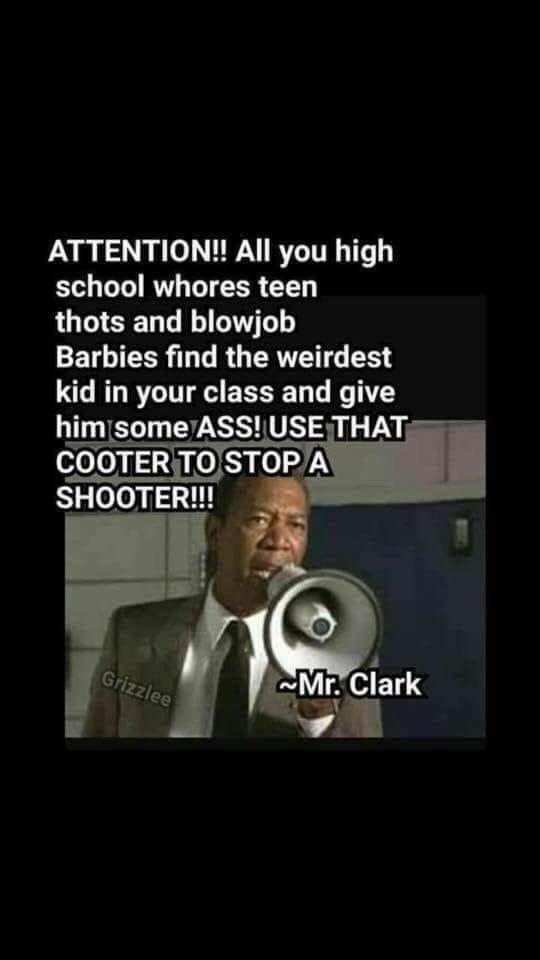 ATTENTION!! All you high
school whores teen
thots and blowjob
Barbies find the weirdest
kid in your class and give
him some ASS! USE THAT
COOTER TO STOP A
SHOOTER!!!
Grizzlee
~Mr. Clark